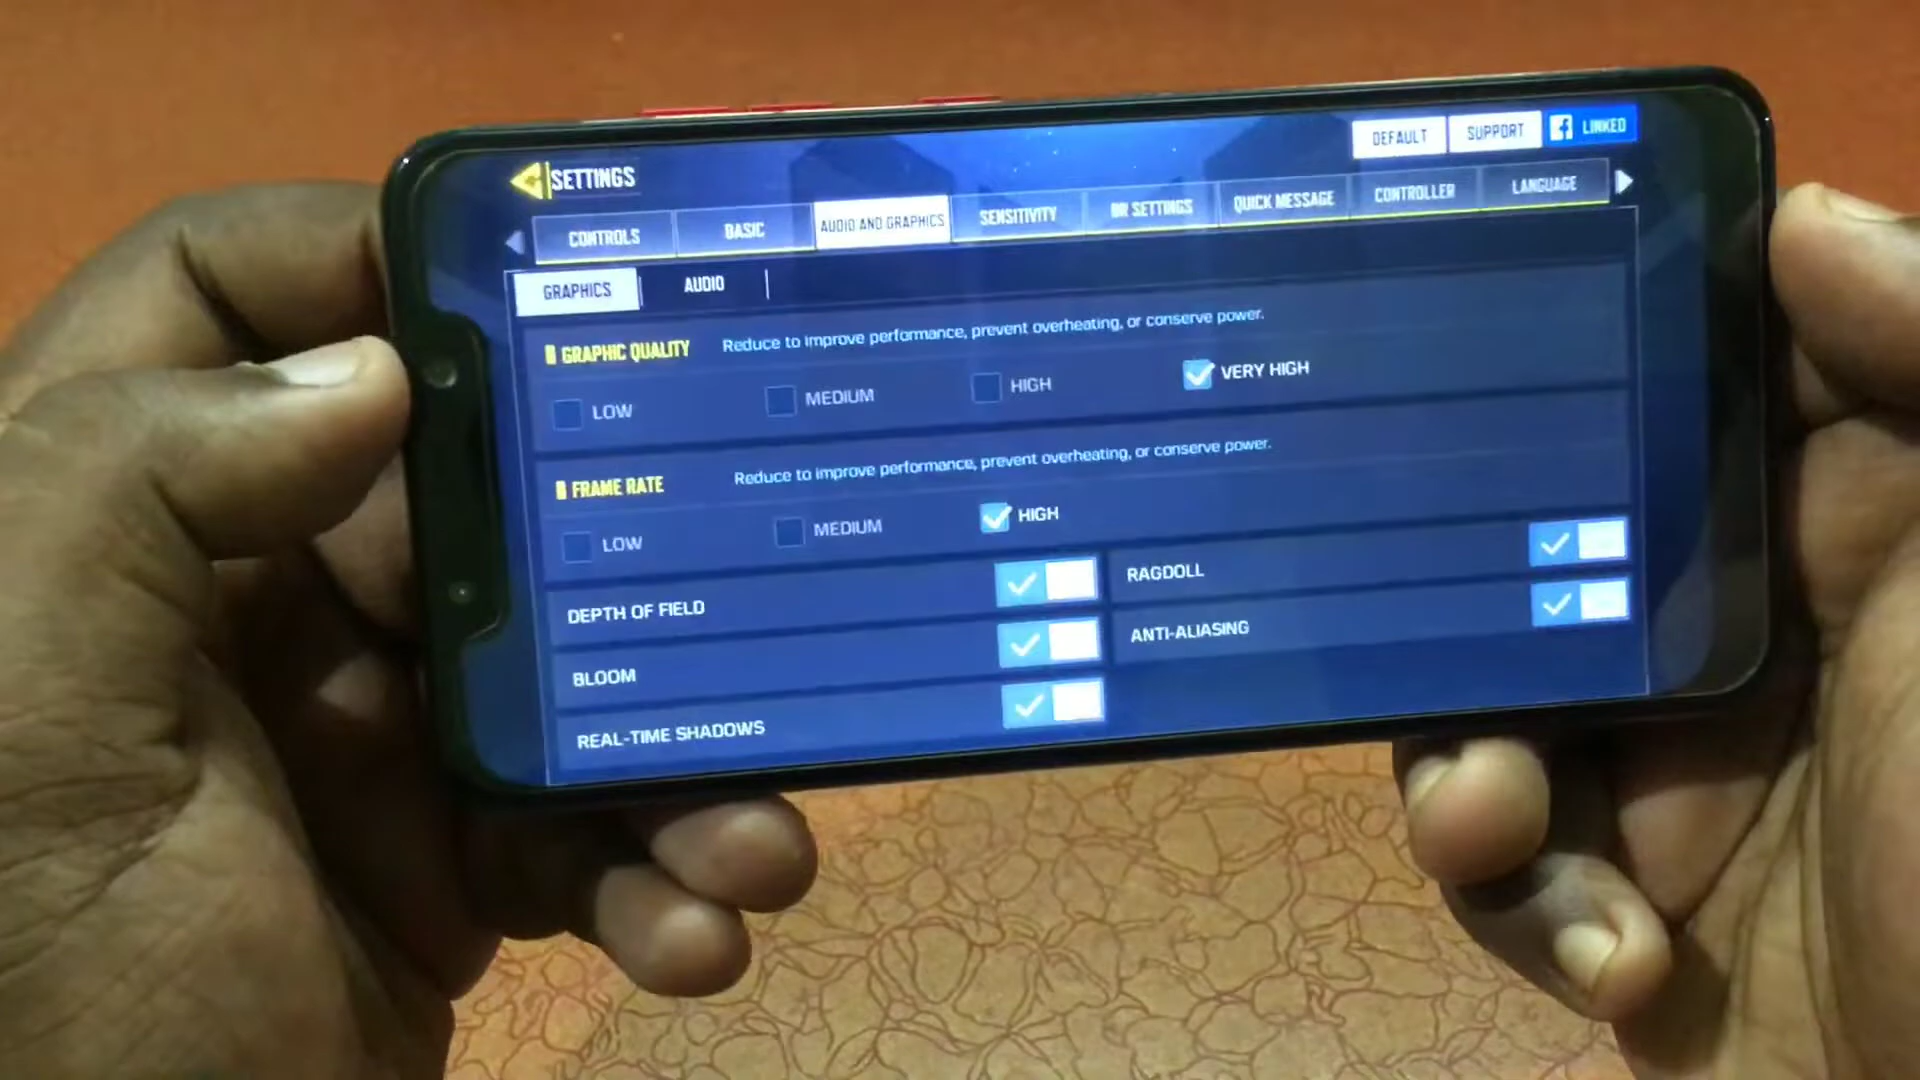 SETTINGS
DEFAULT
SUPPORT
LINKED
CONTROLS
BASIC
AUDIO AND GRAPHICS
SENSITIVITY
BR SETTINGS
QUICK MESSAGE
CONTROLLER
LANGUAGE
GRAPHICS
AUDIO
GRAPHIC QUALITY
Reduce to improve performance, prevent overheating, or conserve power.
LOW
MEDIUM
HIGH
VERY HIGH
FRAME RATE
Reduce to improve performance, prevent overheating, or conserve power.
LOW
MEDIUM
HIGH
DEPTH OF FIELD
RAGDOLL
BLOOM
ANTI-ALIASING
REAL-TIME SHADOWS